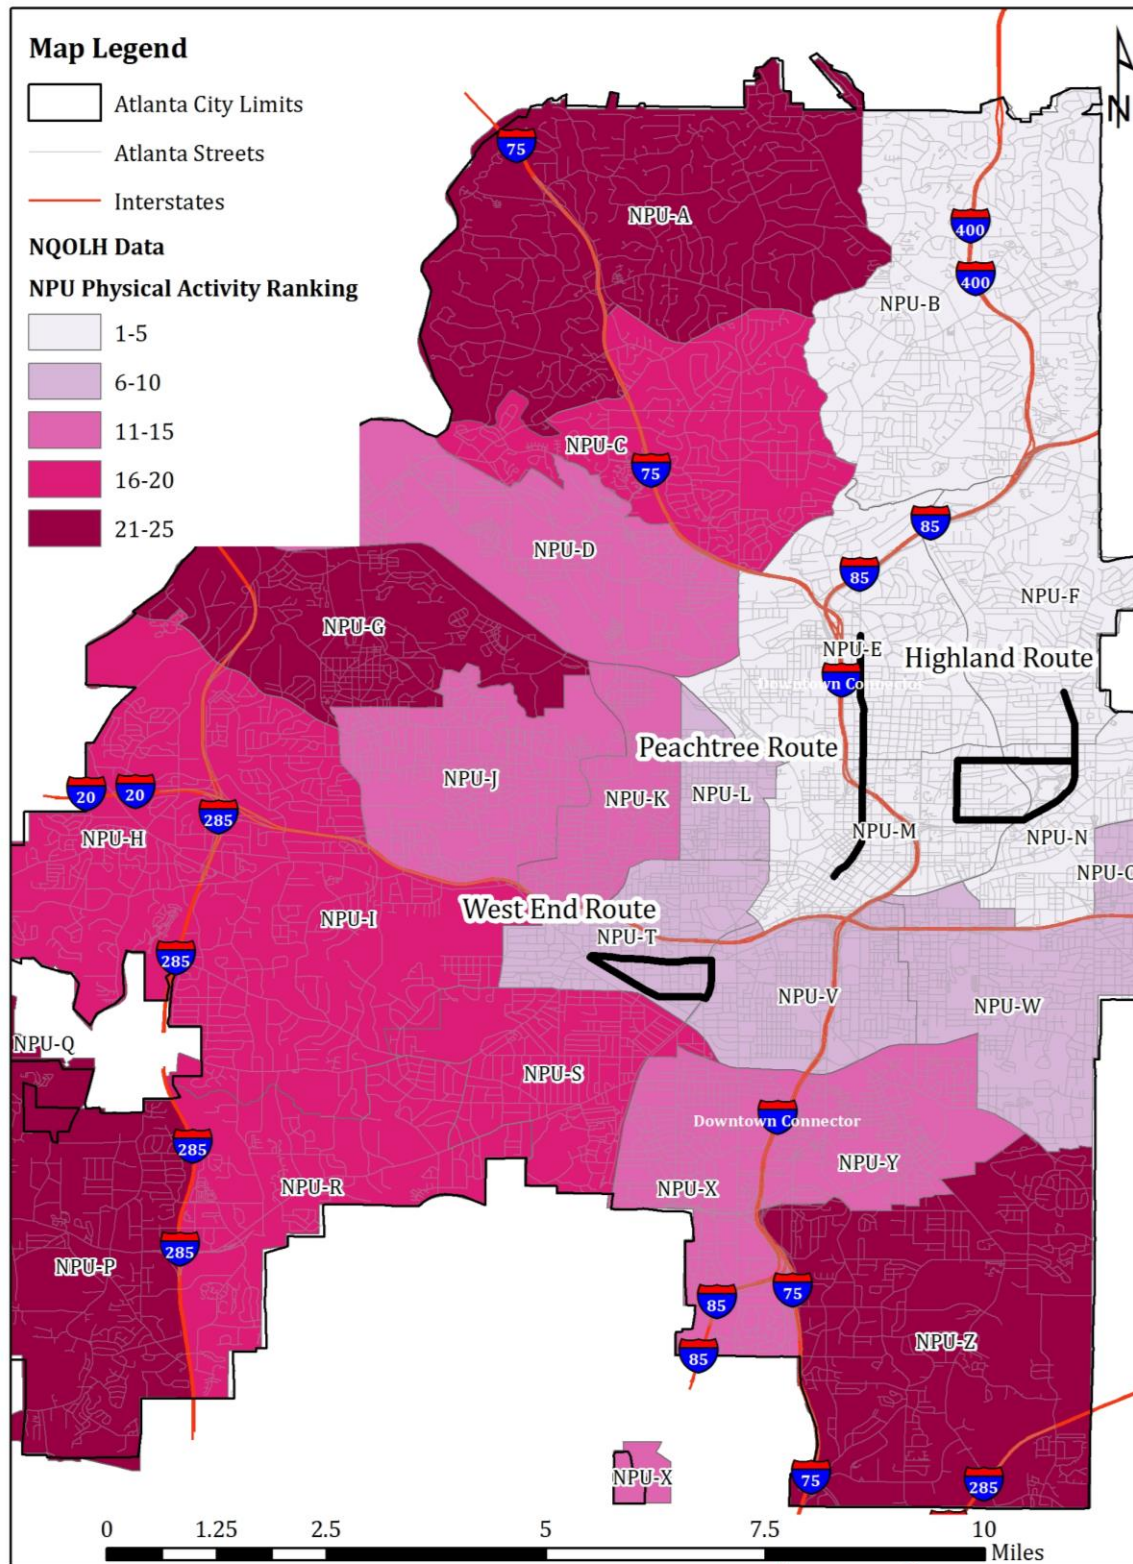 Map Legend
Atlanta City Limits
Atlanta Streets
Interstates
NQOLH Data
NPU Physical Activity Ranking
1-5
6-10
11-15
16-20
21-25
N
75
NPU-A
400
400
NPU-B
NPU-C
75
85
NPU-D
85
NPU-F
NPU-G
NPU-E
Highland Route
Downtown Connector
Peachtree Route
NPU-J
NPU-K
NPU-L
20
20
285
NPU-H
NPU-M
NPU-N
NPU-O
West End Route
NPU-I
NPU-T
285
NPU-V
NPU-W
NPU-Q
NPU-S
Downtown Connector
285
NPU-Y
NPU-R
NPU-X
285
NPU-P
85
75
NPU-Z
85
NPU-X
75
285
0 1.25 2.5 5 7.5 10
Miles